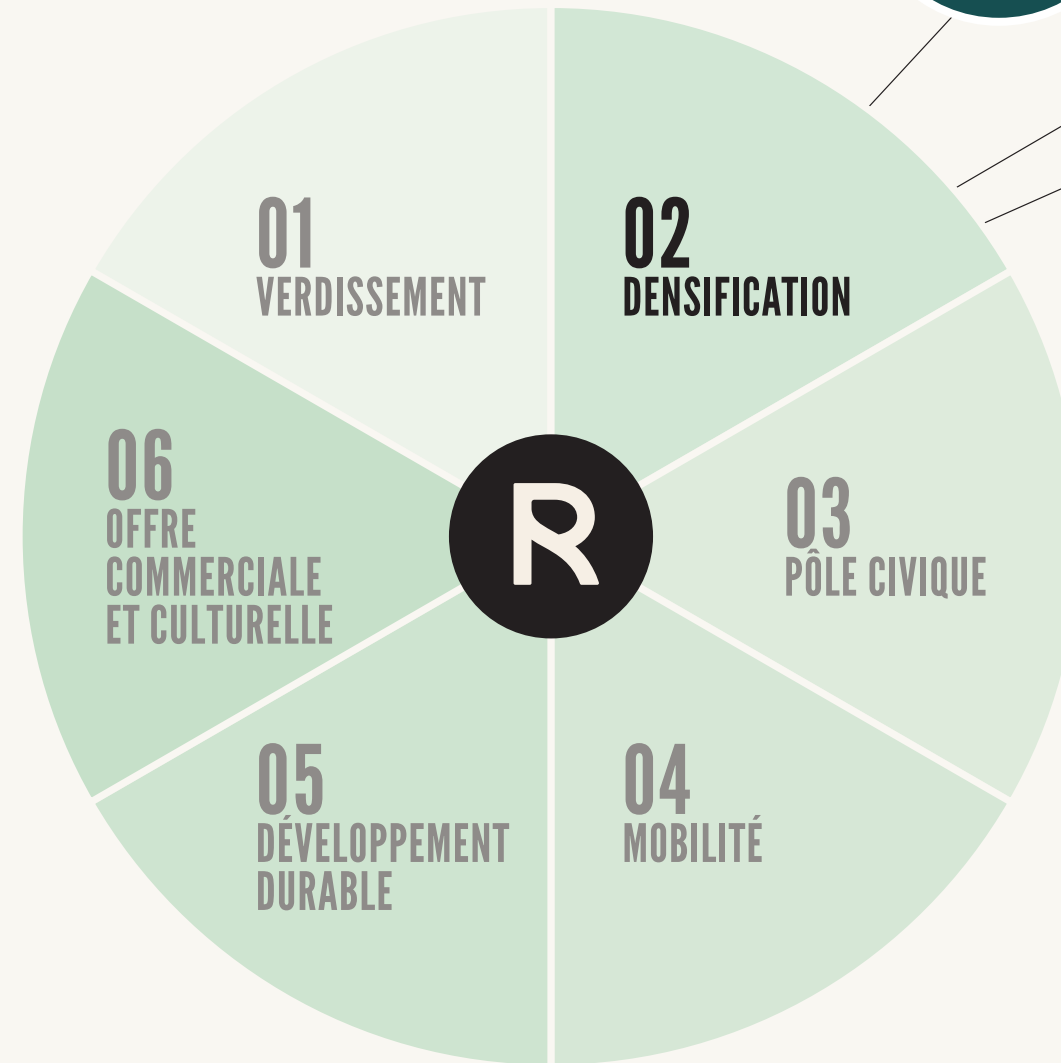 01
VERDISSEMENT
02
DENSIFICATION
03
PÔLE CIVIQUE
04
MOBILITÉ
05
DÉVELOPPEMENT
DURABLE
06
OFFRE
COMMERCIALE
ET CULTURELLE
R